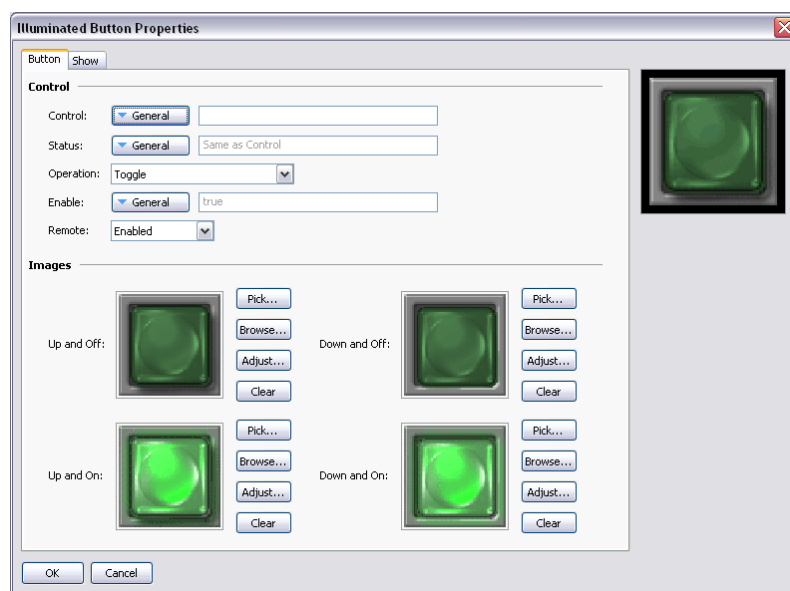 Illuminated Button Properties
Button Show
Control
Control: General
Status: General Same as Control
Operation: Toggle
Enable: General true
Remote: Enabled
Images
Up and Off:
Pick...
Browse...
Adjust...
Clear
Down and Off:
Pick...
Browse...
Adjust...
Clear
Up and On:
Pick...
Browse...
Adjust...
Clear
Down and On:
Pick...
Browse...
Adjust...
Clear
OK Cancel